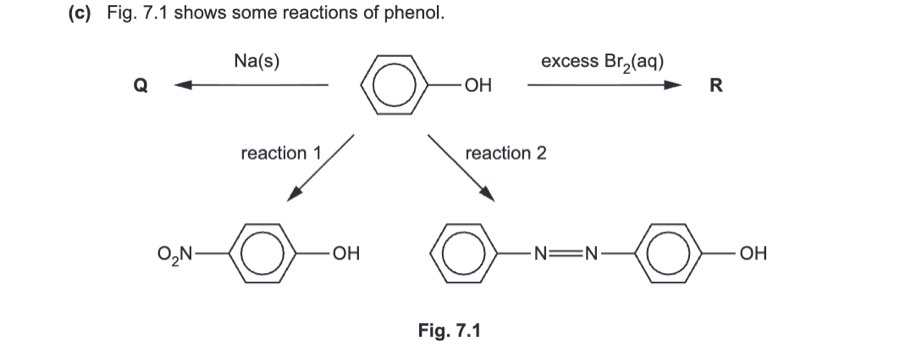 (c) Fig. 7.1 shows some reactions of phenol.
Na(s)
excess Br₂(aq)
Q
OH
R
reaction 1
reaction 2
O₂N
OH
N
N
OH
Fig. 7.1